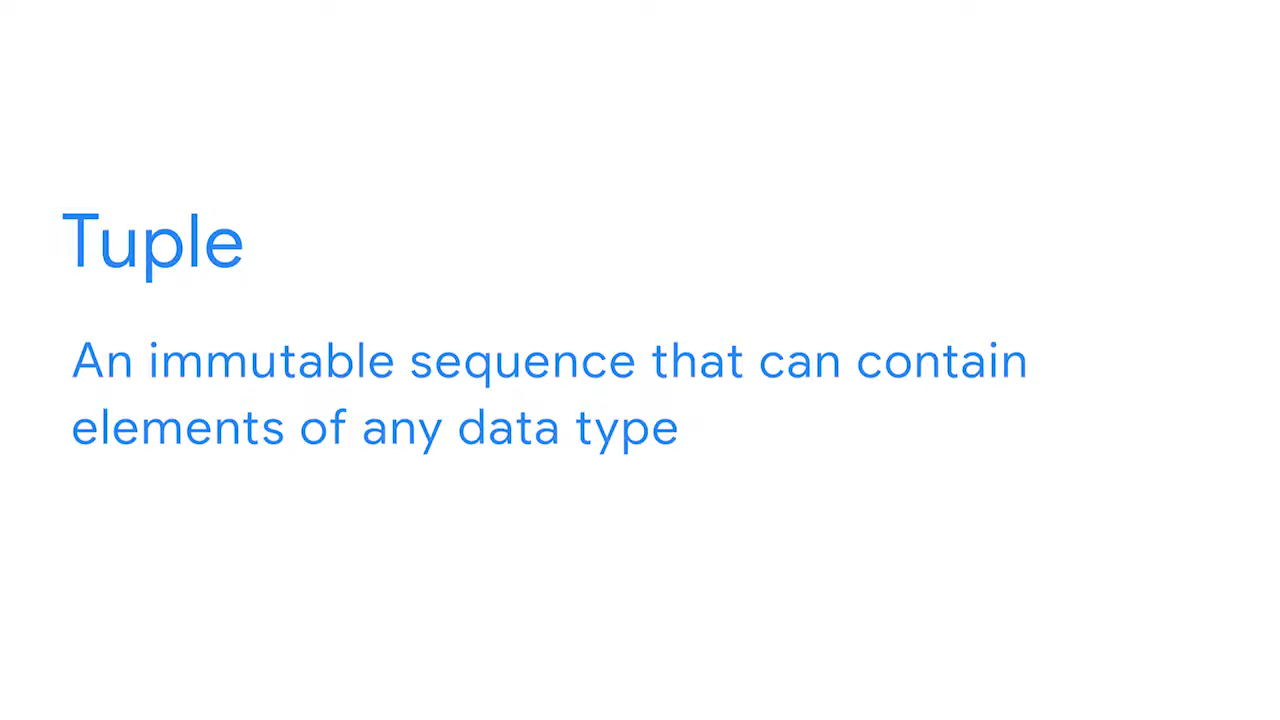 Tuple
An immutable sequence that can contain
elements of any data type